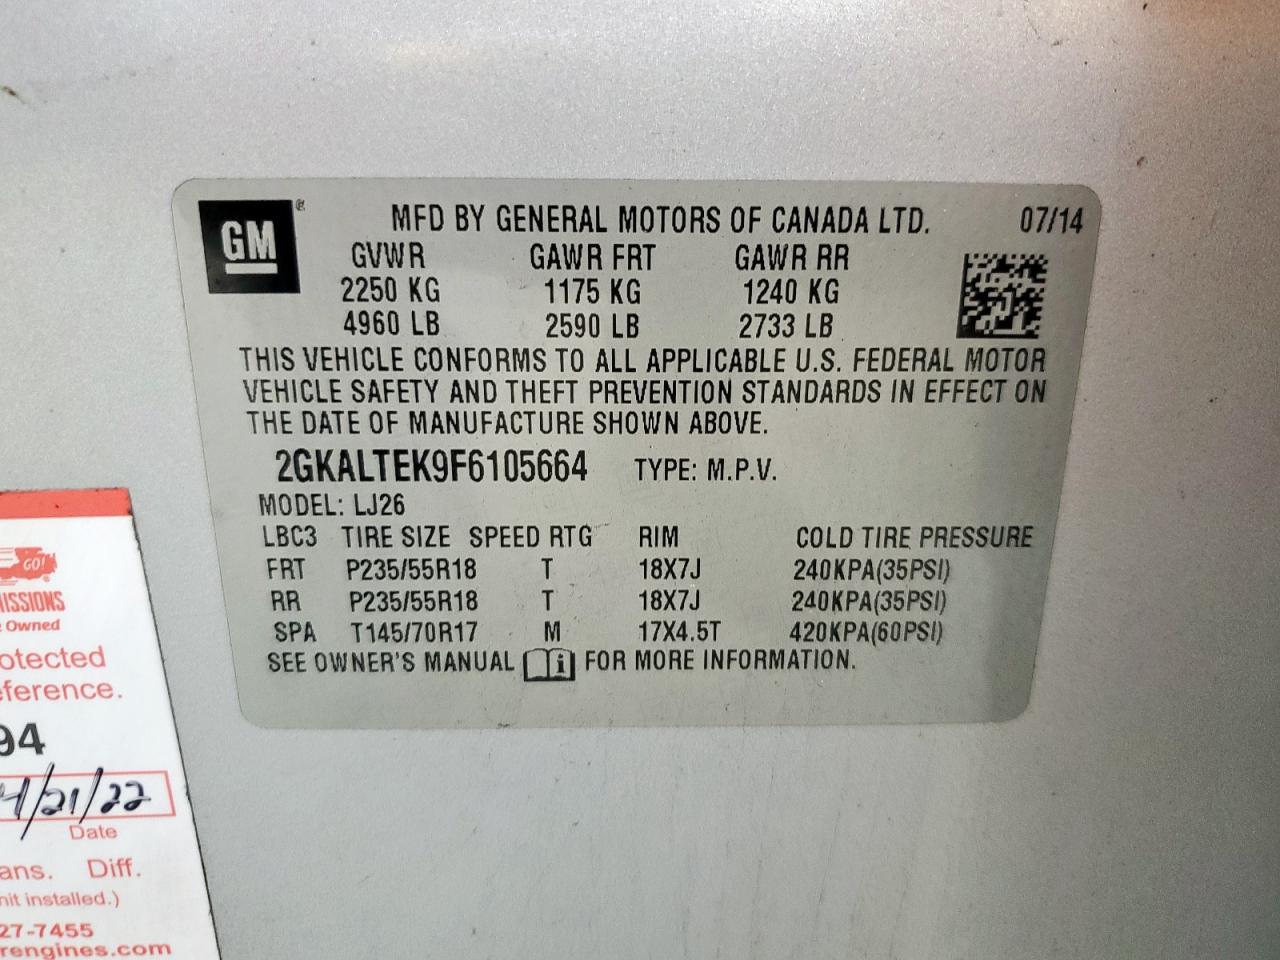 GM ®
MFD BY GENERAL MOTORS OF CANADA LTD. 07/14
GVWR GAWR FRT GAWR RR
2250 KG 1175 KG 1240 KG
4960 LB 2590 LB 2733 LB
THIS VEHICLE CONFORMS TO ALL APPLICABLE U.S. FEDERAL MOTOR
VEHICLE SAFETY AND THEFT PREVENTION STANDARDS IN EFFECT ON
THE DATE OF MANUFACTURE SHOWN ABOVE.
2GKALTEK9F6105664 TYPE: M.P.V.
MODEL: LJ26
LBC3 TIRE SIZE SPEED RTG RIM COLD TIRE PRESSURE
FRT P235/55R18 T 18X7J 240KPA(35PSI)
RR P235/55R18 T 18X7J 240KPA(35PSI)
SPA T145/70R17 M 17X4.5T 420KPA(60PSI)
SEE OWNER'S MANUAL i FOR MORE INFORMATION.
GO!
ISSIONS
Owned
otected
ference.
94
4/21/22
Date
ans. Diff.
nit installed.)
27-7455
rengines.com